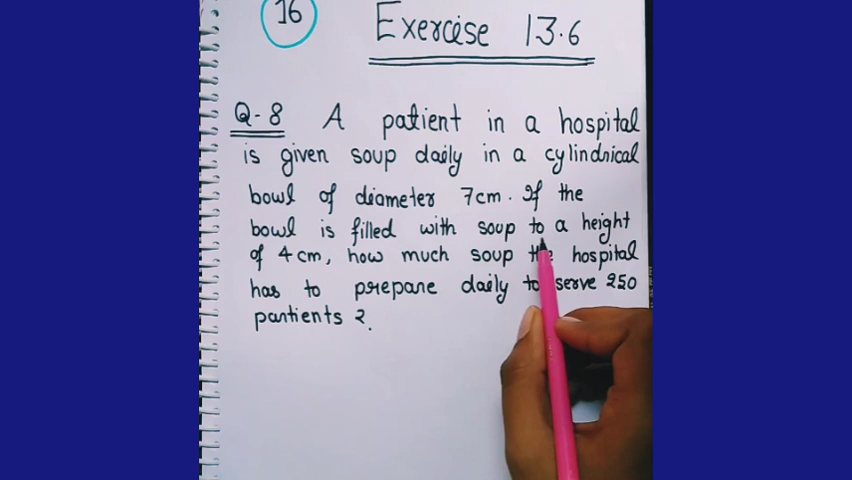 16
Exercise 13.6
Q-8 A patient in a hospital
is given soup daily in a cylindrical
bowl of diameter 7cm. If the
bowl is filled with soup to a height
of 4 cm, how much soup the hospital
has to prepare daily to serve 250
pantients ?.